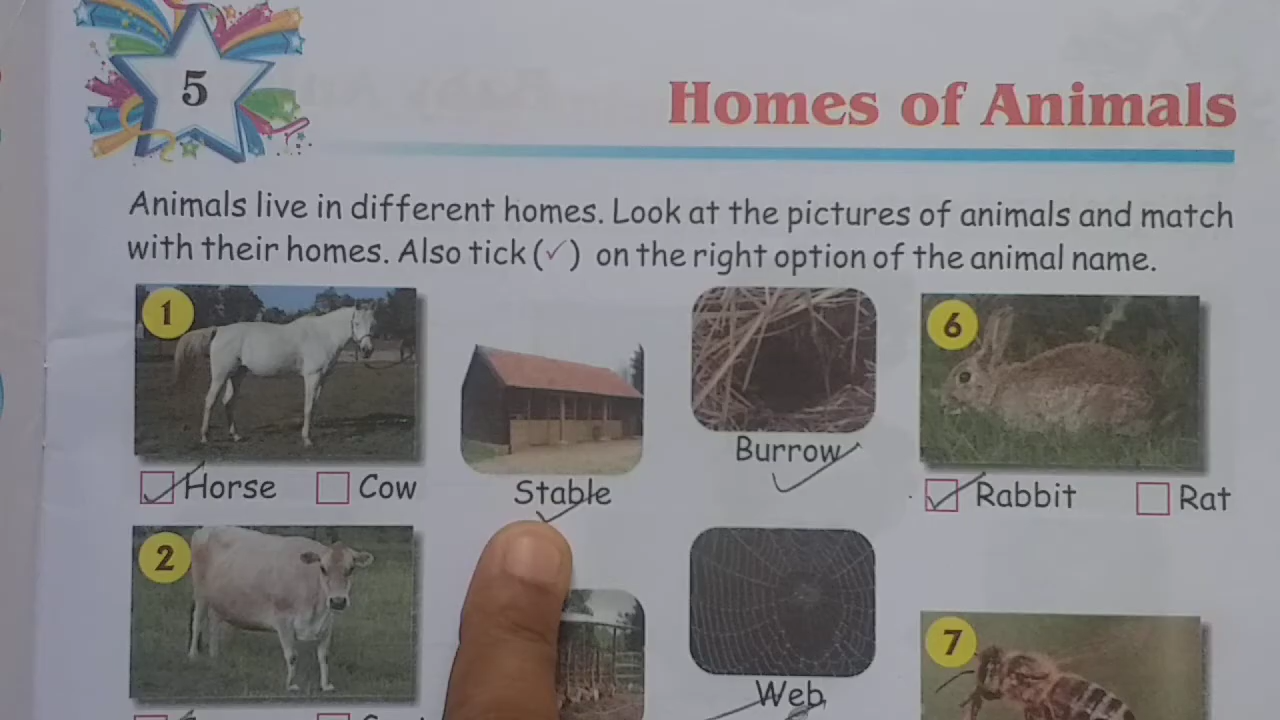 5
Homes of Animals
Animals live in different homes. Look at the pictures of animals and match
with their homes. Also tick (✓) on the right option of the animal name.
1
Horse
Cow
Stable
Burrow
6
Rabbit
Rat
2
Web
7